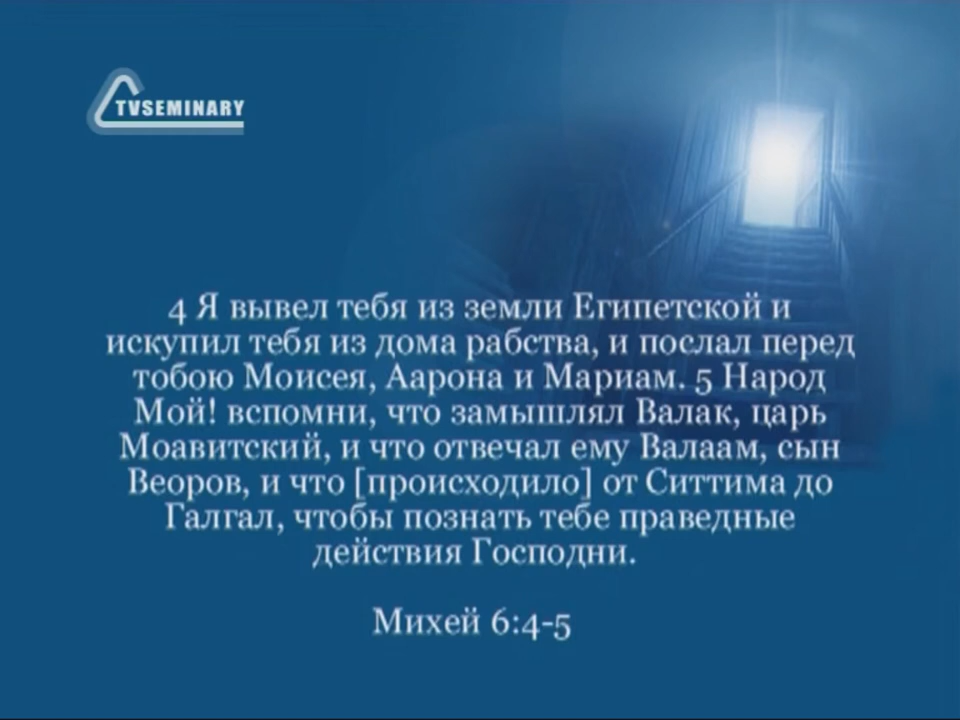 TVSEMINARY
4 Я вывел тебя из земли Египетской и
искупил тебя из дома рабства, и послал перед
тобою Моисея, Аарона и Мариам. 5 Народ
Мой! вспомни, что замышлял Валак, царь
Моавитский, и что отвечал ему Валаам, сын
Веоров, и что [происходило] от Ситтима до
Галгал, чтобы познать тебе праведные
действия Господни.
Михей 6:4-5